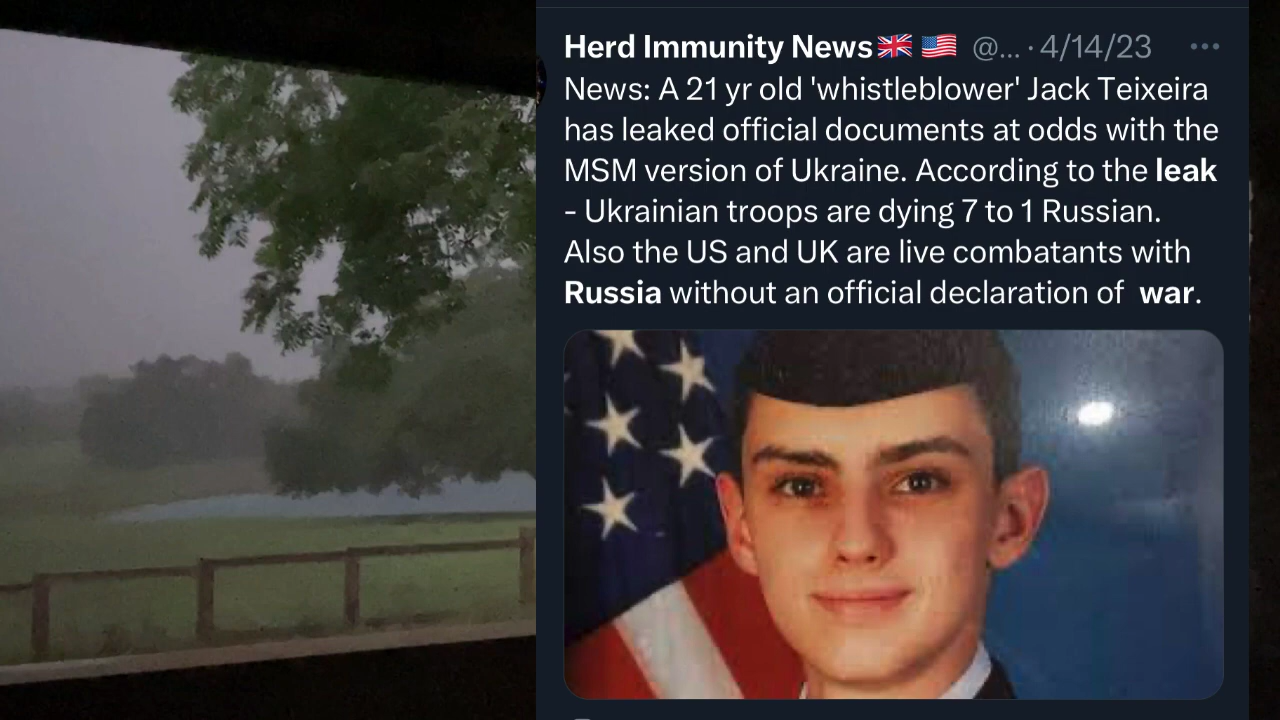 Herd Immunity News🇬🇧 🇺🇸 @... · 4/14/23
News: A 21 yr old 'whistleblower' Jack Teixeira
has leaked official documents at odds with the
MSM version of Ukraine. According to the leak
- Ukrainian troops are dying 7 to 1 Russian.
Also the US and UK are live combatants with
Russia without an official declaration of  war.